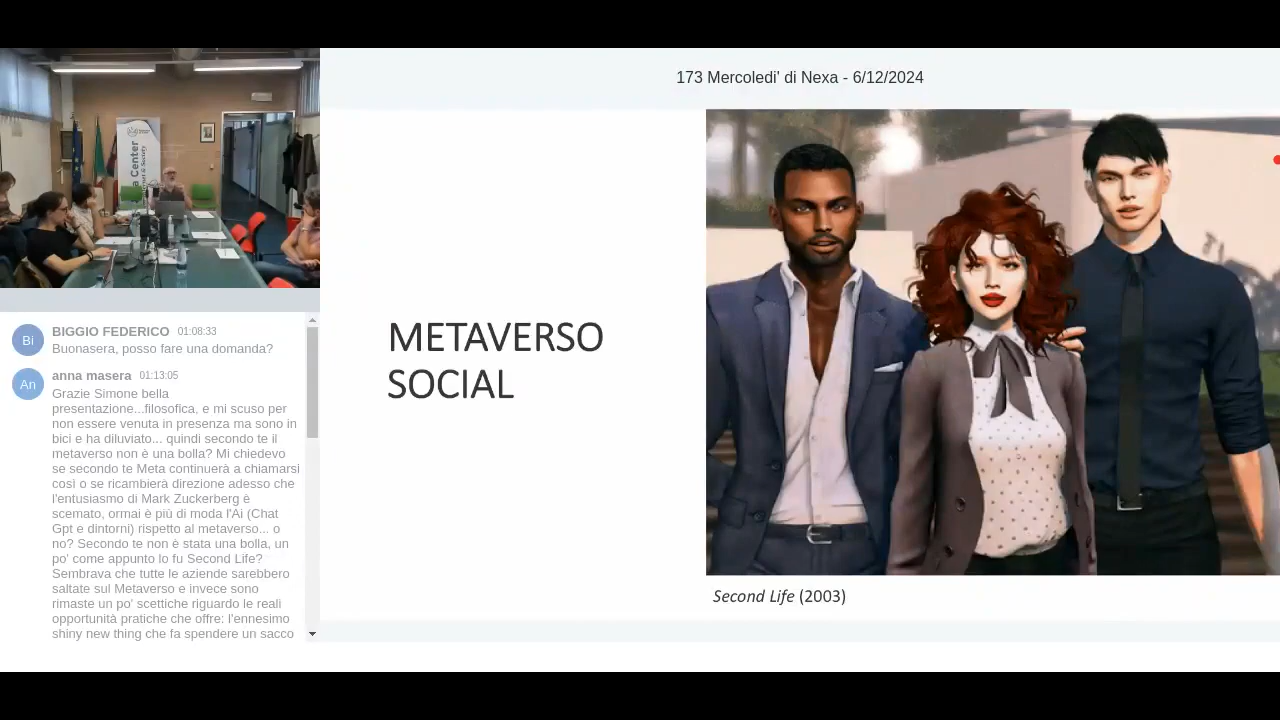 173 Mercoledi' di Nexa - 6/12/2024
a Center
METAVERSO
SOCIAL
Second Life (2003)
Bi
BIGGIO FEDERICO 01:08:33
Buonasera, posso fare una domanda?
An
anna masera 01:13:05
Grazie Simone bella
presentazione...filosofica, e mi scuso per
non essere venuta in presenza ma sono in
bici e ha diluviato... quindi secondo te il
metaverso non è una bolla? Mi chiedevo
se secondo te Meta continuerà a chiamarsi
così o se ricambierà direzione adesso che
l'entusiasmo di Mark Zuckerberg è
scemato, ormai è più di moda l'Ai (Chat
Gpt e dintorni) rispetto al metaverso... o
no? Secondo te non è stata una bolla, un
po' come appunto lo fu Second Life?
Sembrava che tutte le aziende sarebbero
saltate sul Metaverso e invece sono
rimaste un po' scettiche riguardo le reali
opportunità pratiche che offre: l'ennesimo
shiny new thing che fa spendere un sacco